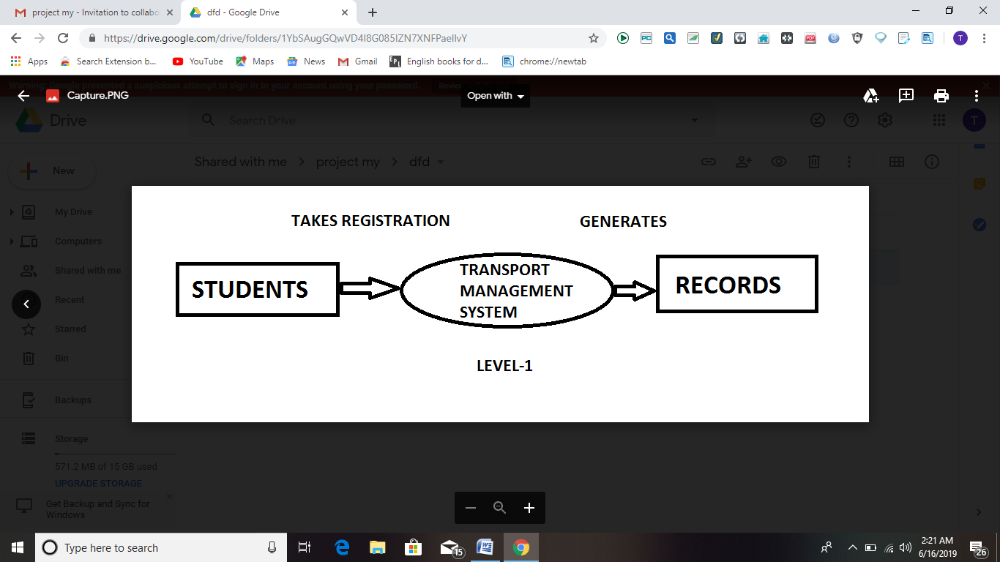 project my - Invitation to collabo
dfd - Google Drive
https://drive.google.com/drive/folders/1YbSAugGQwVD4I8G085IZN7XNFPaeIlvY
T
Apps
Search Extension b...
YouTube
Maps
News
Gmail
English books for d...
chrome://newtab
Warning: Google prevented a suspicious attempt to sign in to your account using your password.
Capture.PNG
Open with
Drive
Search Drive
T
New
Shared with me
project my
dfd
My Drive
Computers
Shared with me
Recent
Starred
Bin
Backups
Storage
571.2 MB of 15 GB used
UPGRADE STORAGE
Get Backup and Sync for
Windows
TAKES REGISTRATION
GENERATES
STUDENTS
TRANSPORT
MANAGEMENT
SYSTEM
RECORDS
LEVEL-1
Type here to search
15
2:21 AM
6/16/2019
26